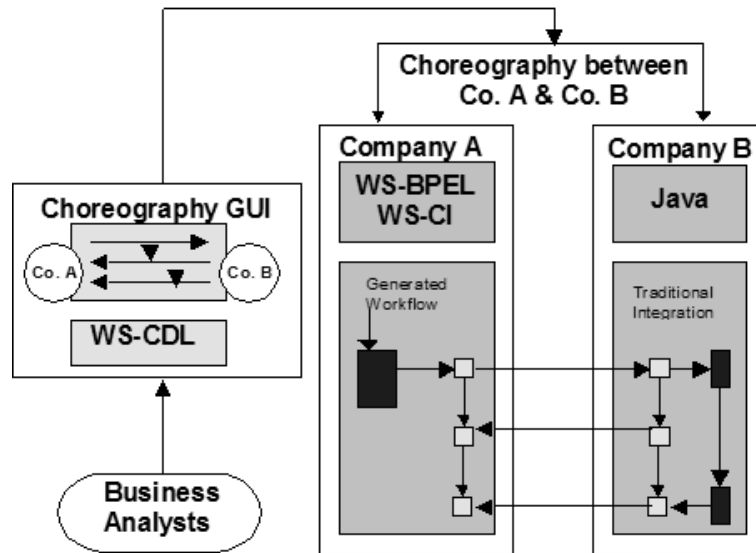 Choreography between
Co. A & Co. B
Choreography GUI
Co. A
Co. B
WS-CDL
Business
Analysts
Company A
WS-BPEL
WS-CI
Generated
Workflow
Company B
Java
Traditional
Integration